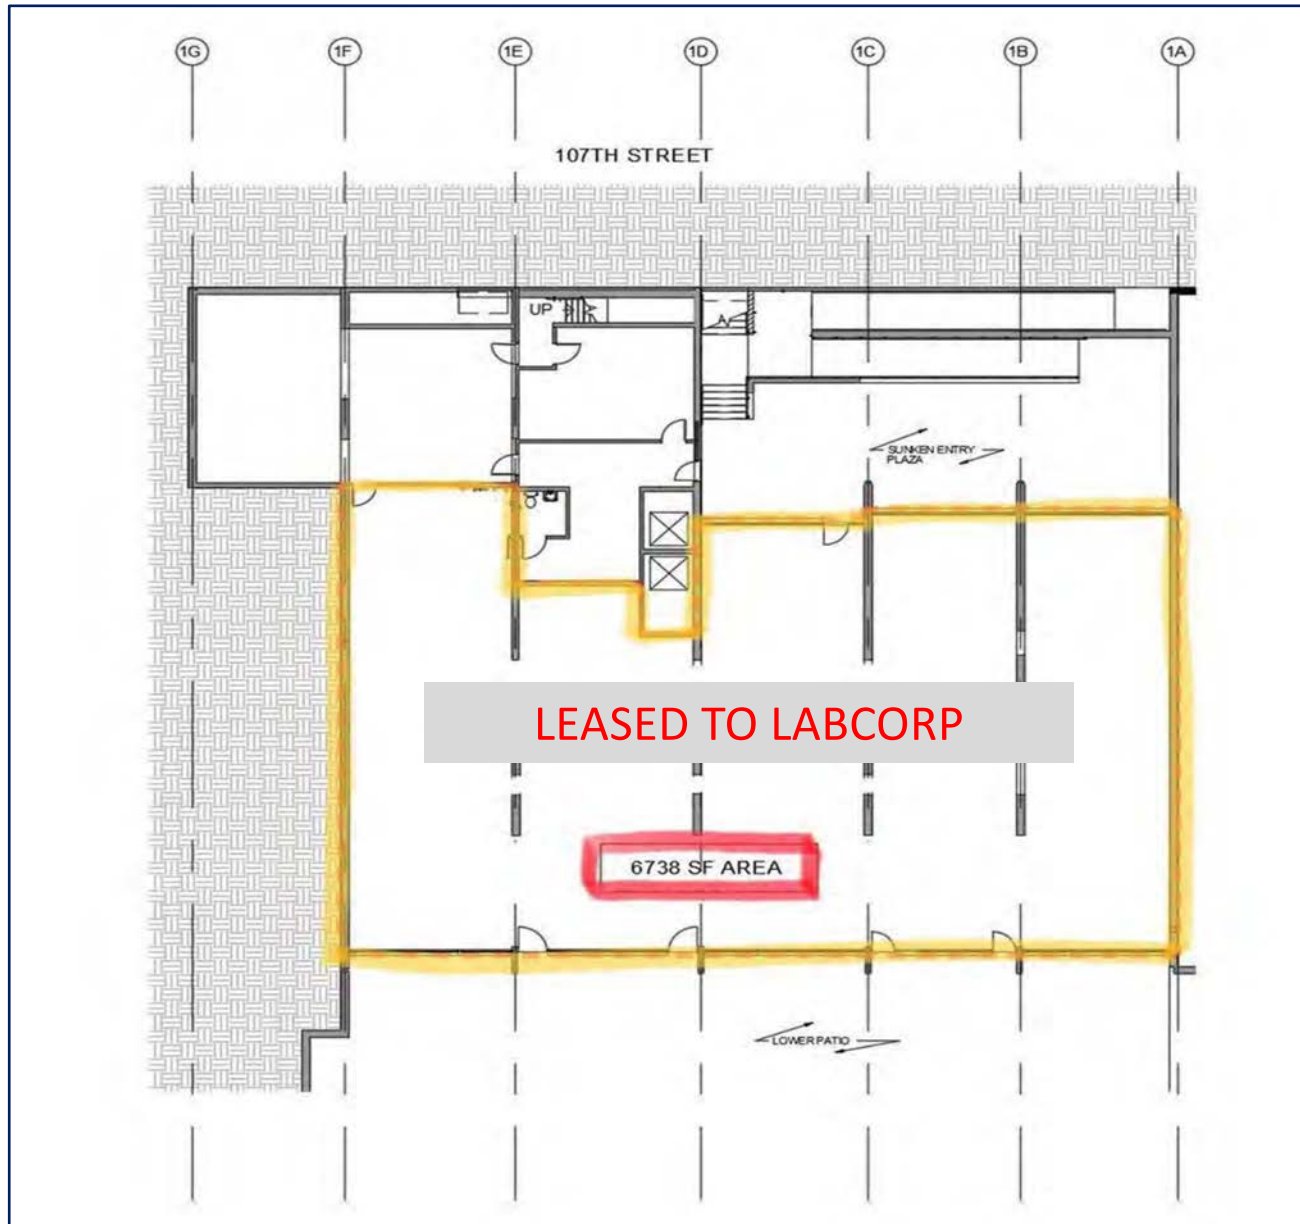 1G 1F 1E 1D 1C 1B 1A
107TH STREET
UP
SUNKEN ENTRY
PLAZA
LEASED TO LABCORP
6738 SF AREA
LOWER PATIO